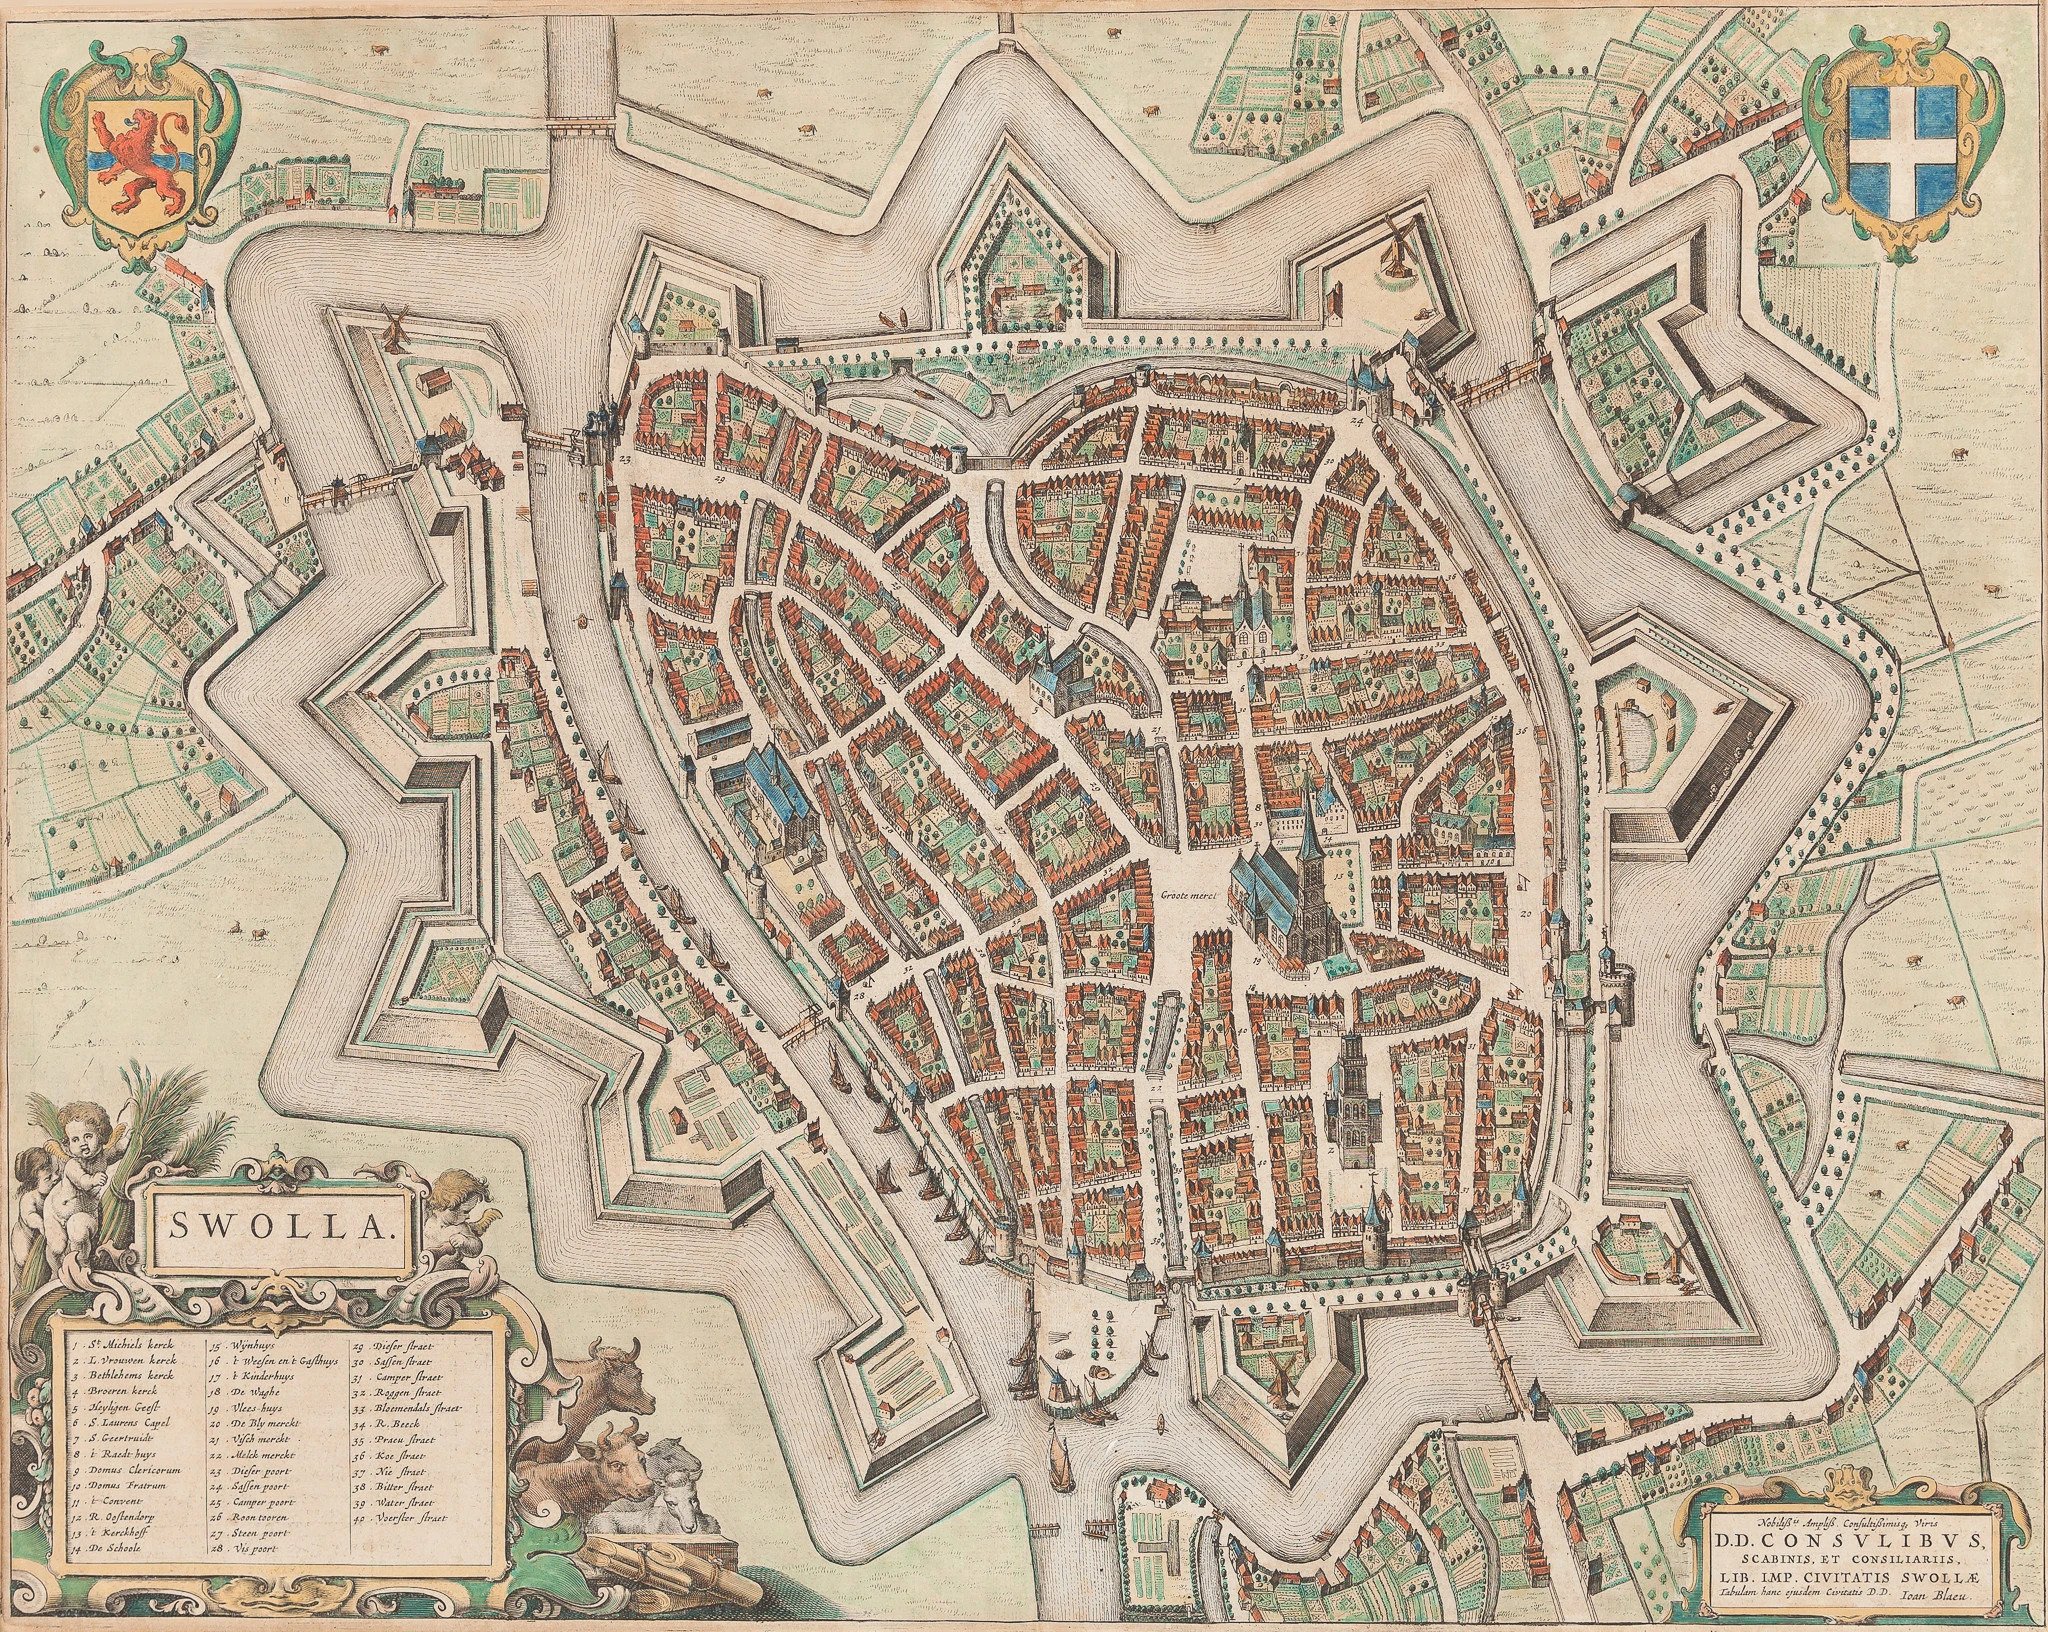 SWOLLA.
1 . St Michiels kerck
2 . L. Vrouwen kerck
3 . Bethlehems kerck
4 . Broeren kerck
5 . Heyligen Geest
6 . S. Laurens Capel
7 . S. Geertruidt
8 . t Raedt huys
9 . Domus Clericorum
10 . Domus Fratrum
11 . t Convent
12 . R. Oostendorp
13 . 't Kerckhoff
14 . De Schoole
15 . Wynhuys
16 . 't Weesen en't Gasthuys
17 . 't Kinderhuys
18 . De Waghe
19 . Vlees-huys
20 . De Bly merckt
21 . Visch merckt
22 . Melck merckt
23 . Dieser poort
24 . Sassen poort
25 . Camper poort
26 . Roon tooren
27 . Steen poort
28 . Vis poort
29 . Dieser straet
30 . Sassen straet
31 . Camper straet
32 . Roggen straet
33 . Bloemendals straet
34 . R. Beeck
35 . Praeu straet
36 . Koe straet
37 . Nie straet
38 . Bitter straet
39 . Water straet
40 . Voerster straet
Groote merct
Nobiliss.is Ampliss. Consultissimisq, Viris
D.D. CONSVLIBVS,
SCABINIS, ET CONSILIARIIS,
LIB. IMP. CIVITATIS SWOLLÆ
Tabulam hanc ejusdem Civitatis D.D. Ioan Blaeu.